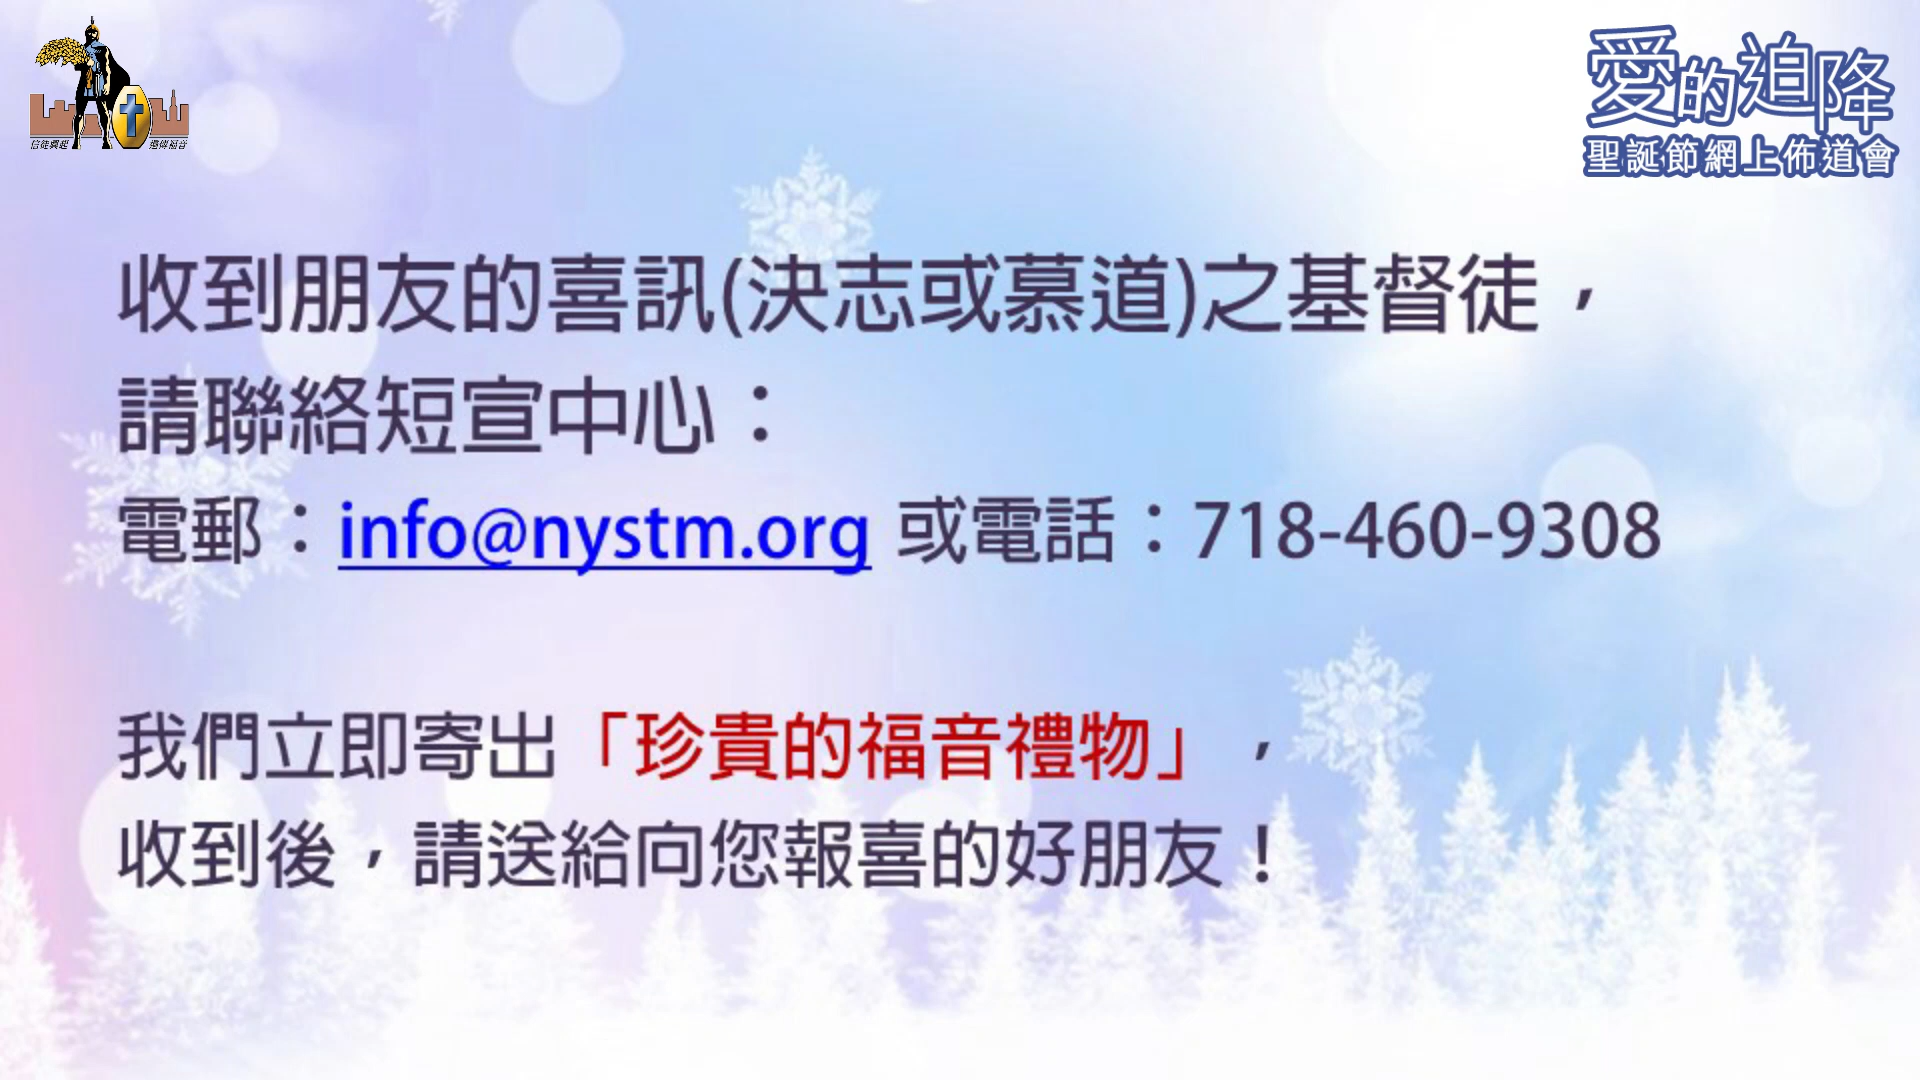 愛的迫降
聖誕節網上佈道會
收到朋友的喜訊(決志或慕道)之基督徒，
請聯絡短宣中心：
電郵：info@nystm.org 或電話：718-460-9308
我們立即寄出「珍貴的福音禮物」，
收到後，請送給向您報喜的好朋友！